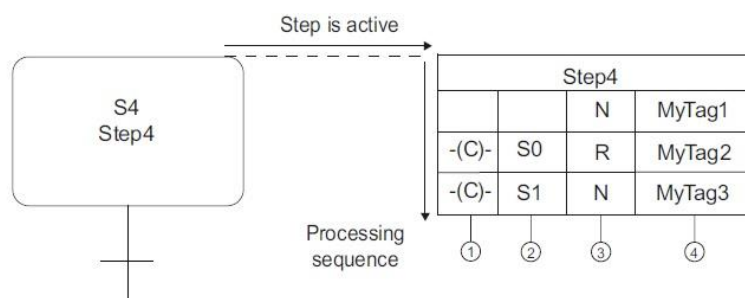 Step is active
S4
Step4
Step4
N MyTag1
-(C)- S0 R MyTag2
-(C)- S1 N MyTag3
Processing
sequence
1 2 3 4